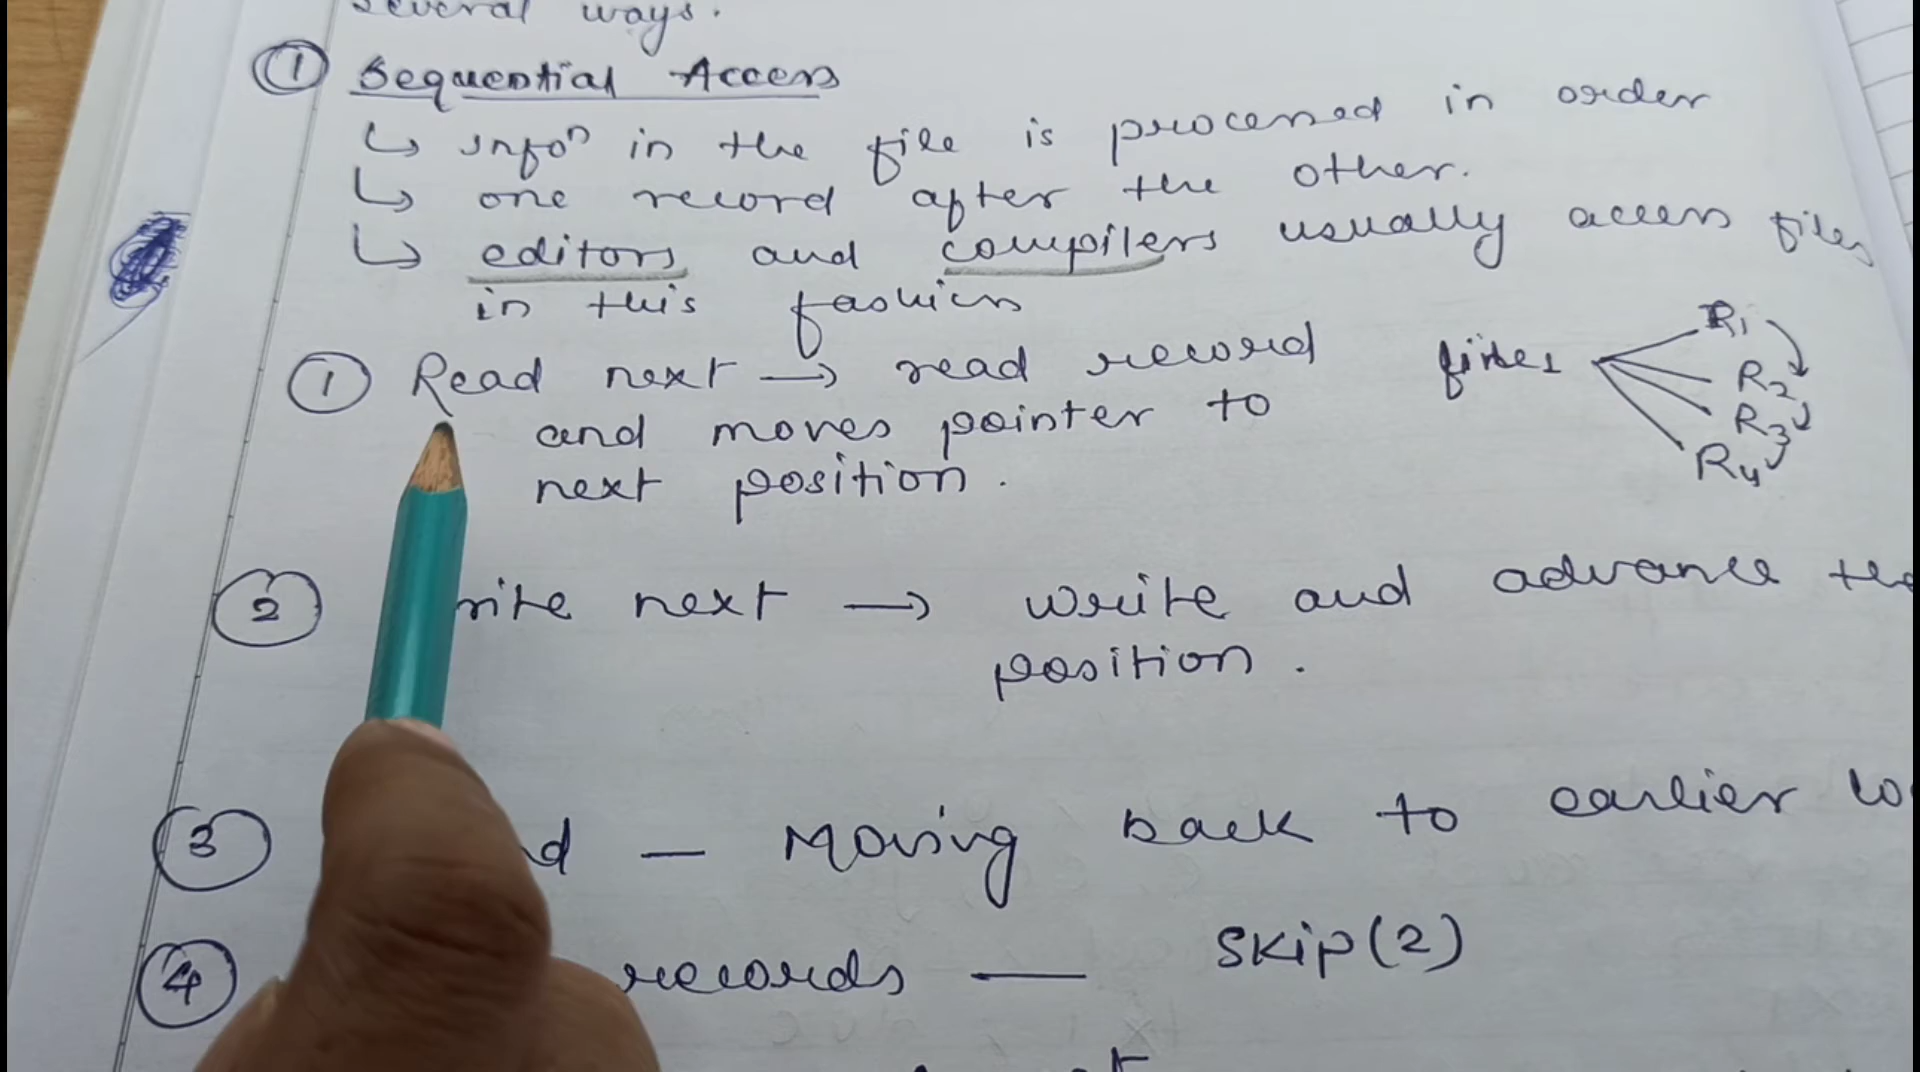 several ways.
① Sequential Access
↳ Infoⁿ in the file is processed in order
↳ one record after the other.
↳ editors and compilers usually access files
in this fashion
① Read next → read record
and moves pointer to
next position.
R1
R2
R3
R4
② rite next → write and advance the
position.
③ d — Moving back to earlier lo
④ records — Skip(2)